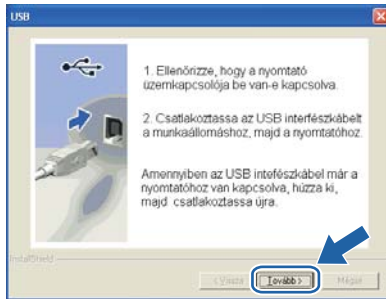 USB
1. Ellenőrizze, hogy a nyomtató
üzemkapcsolója be van-e kapcsolva.
2. Csatlakoztassa az USB interfészkábelt
a munkaállomáshoz, majd a nyomtatóhoz.
Amennyiben az USB intefészkábel már a
nyomtatóhoz van kapcsolva, húzza ki,
majd csatlakoztassa újra.
InstallShield
< Vissza Tovább > Mégse